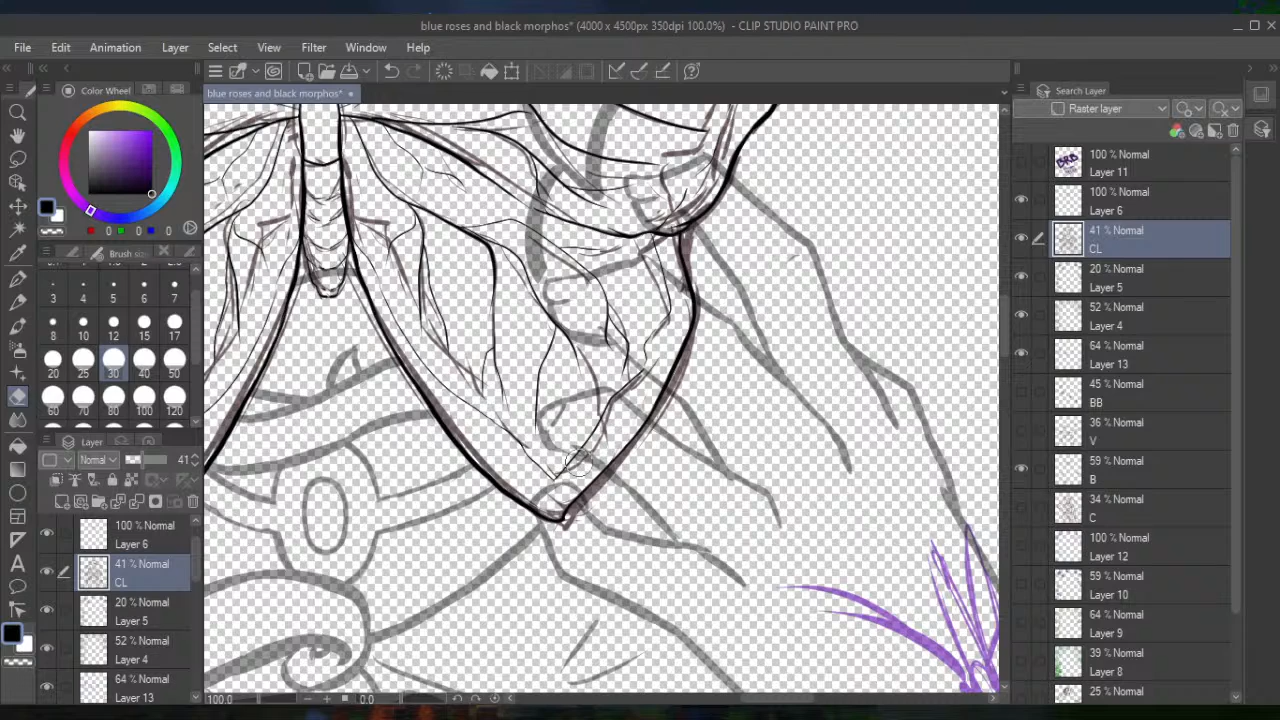 blue roses and black morphos* (4000 x 4500px 350dpi 100.0%) - CLIP STUDIO PAINT PRO
File Edit Animation Layer Select View Filter Window Help
Color Wheel
blue roses and black morphos*
Search Layer
Raster layer
100 % Normal
Layer 11
100 % Normal
Layer 6
41 % Normal
CL
20 % Normal
Layer 5
52 % Normal
Layer 4
64 % Normal
Layer 13
45 % Normal
BB
36 % Normal
V
59 % Normal
B
34 % Normal
C
100 % Normal
Layer 12
59 % Normal
Layer 10
64 % Normal
Layer 9
39 % Normal
Layer 8
25 % Normal
0 0 0
Brush size
3 4 5 6 7
8 10 12 15 17
20 25 30 40 50
60 70 80 100 120
Layer
Normal 41
100 % Normal
Layer 6
41 % Normal
CL
20 % Normal
Layer 5
52 % Normal
Layer 4
64 % Normal
Layer 13
100.0 0.0